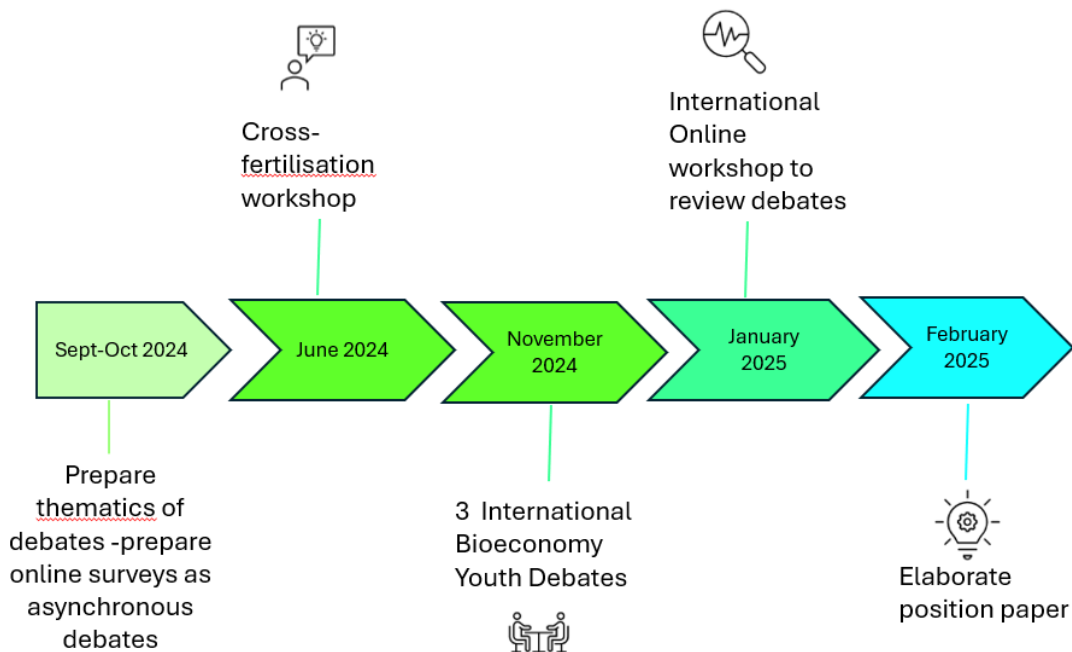 Cross-
fertilisation
workshop
International
Online
workshop to
review debates
Sept-Oct 2024
June 2024
November
2024
January
2025
February
2025
Prepare
thematics of
debates -prepare
online surveys as
asynchronous
debates
3 International
Bioeconomy
Youth Debates
Elaborate
position paper